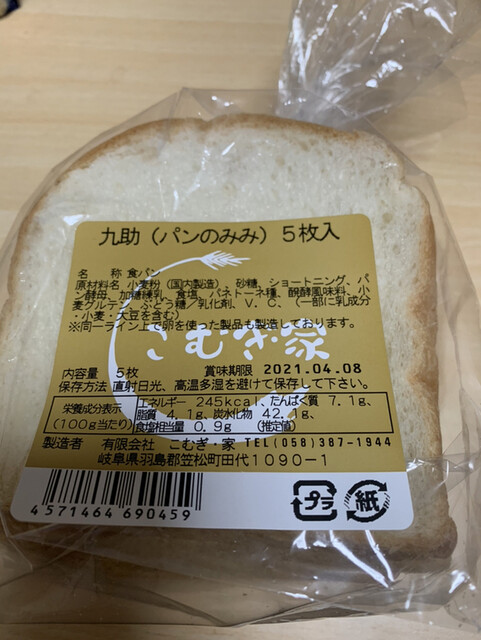 九助（パンのみみ）５枚入
名　称 食パン
原材料名 小麦粉（国内製造）、砂糖、ショートニング、パ
ン酵母、加糖練乳、食塩、パネトーネ種、醗酵風味料、小
麦グルテン、ぶどう糖／乳化剤、V．C．（一部に乳成分
・小麦・大豆を含む）
※同一ライン上で卵を使った製品も製造しております。
こむぎ・家
内容量　5枚　賞味期限 2021.04.08
保存方法 直射日光、高温多湿を避けて保存して下さい。
栄養成分表示
(100g当たり)
エネルギー 245kcal､たんぱく質 7.1g､
脂質 4.1g､炭水化物 42.1g､
食塩相当量 0.9g （推定値）
製造者　有限会社　こむぎ・家　TEL(058)387-1944
岐阜県羽島郡笠松町田代1090-1
4571464690459
プラ
紙